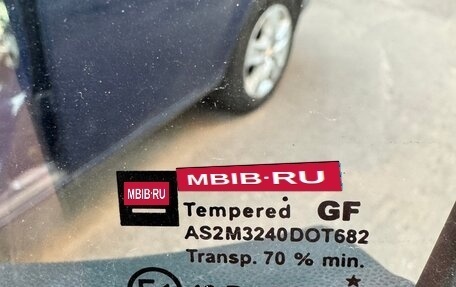 MBIB·RU
MBIB·RU
Tempered GF
AS2M3240DOT682
Transp. 70 % min.